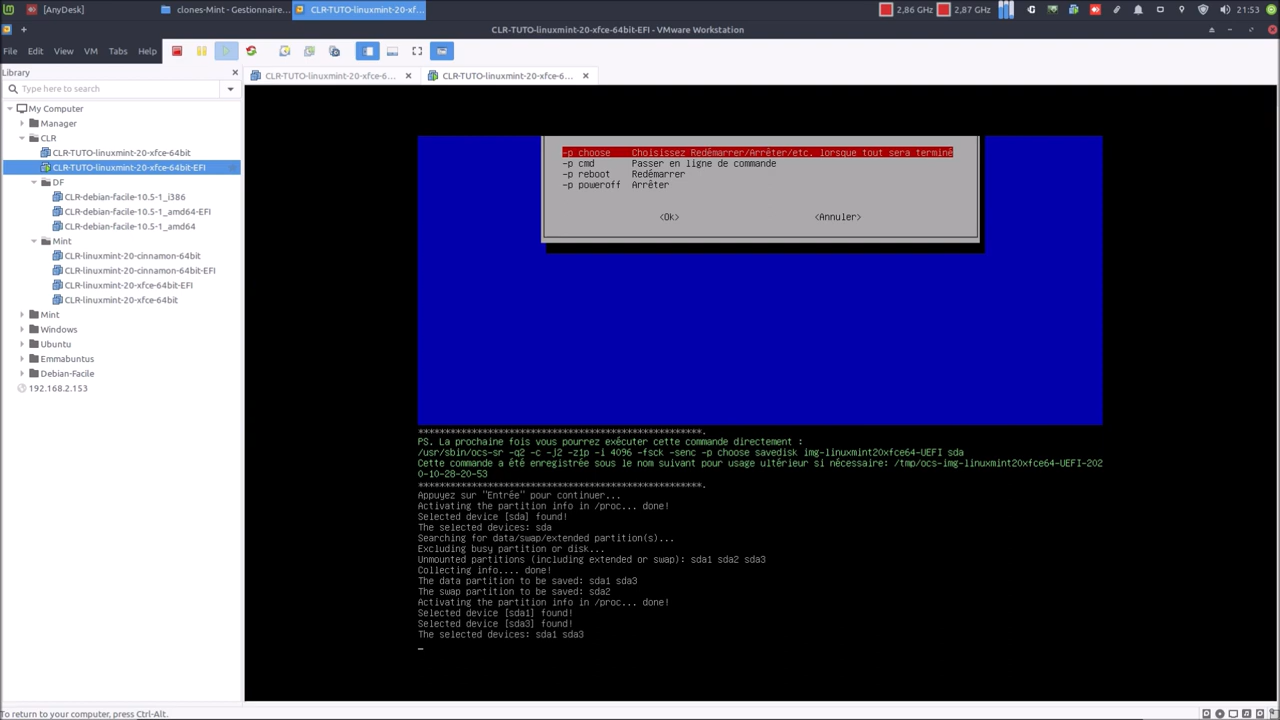 [AnyDesk]
clones-Mint - Gestionnaire...
CLR-TUTO-linuxmint-20-xf...
2,86 GHz
2,87 GHz
21:53
CLR-TUTO-linuxmint-20-xfce-64bit-EFI - VMware Workstation
File Edit View VM Tabs Help
Library
Type here to search
My Computer
Manager
CLR
CLR-TUTO-linuxmint-20-xfce-64bit
CLR-TUTO-linuxmint-20-xfce-64bit-EFI
DF
CLR-debian-facile-10.5-1_i386
CLR-debian-facile-10.5-1_amd64-EFI
CLR-debian-facile-10.5-1_amd64
Mint
CLR-linuxmint-20-cinnamon-64bit
CLR-linuxmint-20-cinnamon-64bit-EFI
CLR-linuxmint-20-xfce-64bit-EFI
CLR-linuxmint-20-xfce-64bit
Mint
Windows
Ubuntu
Emmabuntus
Debian-Facile
192.168.2.153
CLR-TUTO-linuxmint-20-xfce-6...
CLR-TUTO-linuxmint-20-xfce-6...
-p choose Choisissez Redémarrer/Arrêter/etc. lorsque tout sera terminé
-p cmd Passer en ligne de commande
-p reboot Redémarrer
-p poweroff Arrêter
<Ok> <Annuler>
*******************************************************.
PS. La prochaine fois vous pourrez exécuter cette commande directement :
/usr/sbin/ocs-sr -q2 -c -j2 -z1p -i 4096 -fsck -senc -p choose savedisk img-linuxmint20xfce64-UEFI sda
Cette commande a été enregistrée sous le nom suivant pour usage ultérieur si nécessaire: /tmp/ocs-img-linuxmint20xfce64-UEFI-202
0-10-28-20-53
*******************************************************.
Appuyez sur "Entrée" pour continuer...
Activating the partition info in /proc... done!
Selected device [sda] found!
The selected devices: sda
Searching for data/swap/extended partition(s)...
Excluding busy partition or disk...
Unmounted partitions (including extended or swap): sda1 sda2 sda3
Collecting info.... done!
The data partition to be saved: sda1 sda3
The swap partition to be saved: sda2
Activating the partition info in /proc... done!
Selected device [sda1] found!
Selected device [sda3] found!
The selected devices: sda1 sda3
To return to your computer, press Ctrl-Alt.